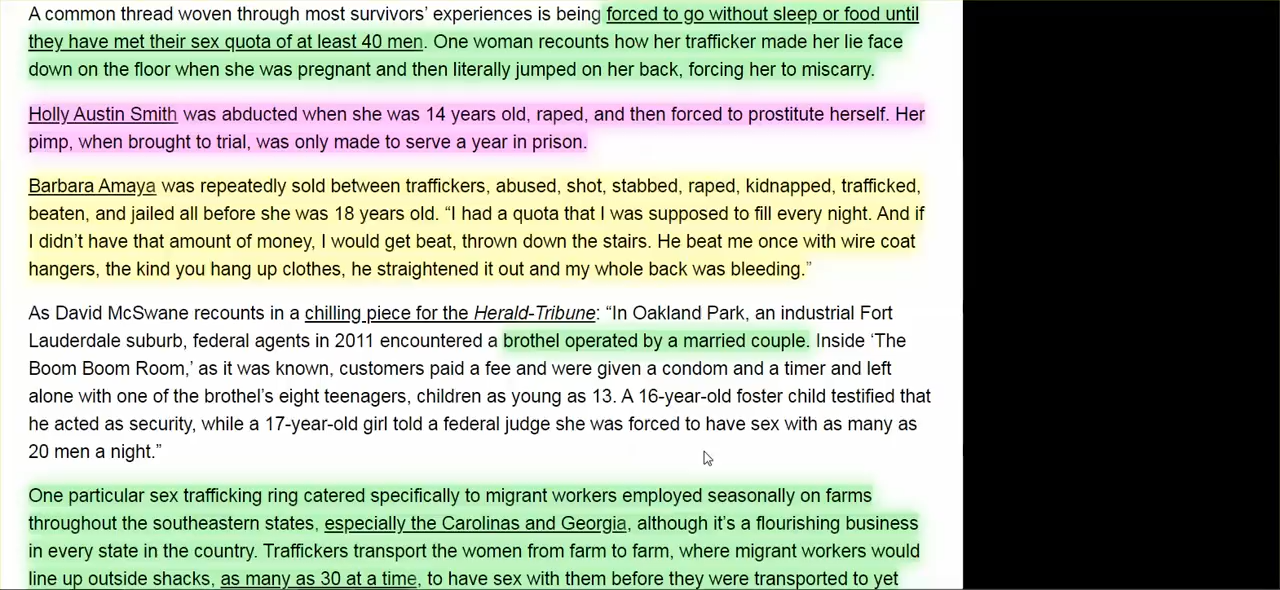 A common thread woven through most survivors’ experiences is being forced to go without sleep or food until
they have met their sex quota of at least 40 men. One woman recounts how her trafficker made her lie face
down on the floor when she was pregnant and then literally jumped on her back, forcing her to miscarry.
Holly Austin Smith was abducted when she was 14 years old, raped, and then forced to prostitute herself. Her
pimp, when brought to trial, was only made to serve a year in prison.
Barbara Amaya was repeatedly sold between traffickers, abused, shot, stabbed, raped, kidnapped, trafficked,
beaten, and jailed all before she was 18 years old. “I had a quota that I was supposed to fill every night. And if
I didn’t have that amount of money, I would get beat, thrown down the stairs. He beat me once with wire coat
hangers, the kind you hang up clothes, he straightened it out and my whole back was bleeding.”
As David McSwane recounts in a chilling piece for the Herald-Tribune: “In Oakland Park, an industrial Fort
Lauderdale suburb, federal agents in 2011 encountered a brothel operated by a married couple. Inside ‘The
Boom Boom Room,’ as it was known, customers paid a fee and were given a condom and a timer and left
alone with one of the brothel’s eight teenagers, children as young as 13. A 16-year-old foster child testified that
he acted as security, while a 17-year-old girl told a federal judge she was forced to have sex with as many as
20 men a night.”
One particular sex trafficking ring catered specifically to migrant workers employed seasonally on farms
throughout the southeastern states, especially the Carolinas and Georgia, although it’s a flourishing business
in every state in the country. Traffickers transport the women from farm to farm, where migrant workers would
line up outside shacks, as many as 30 at a time, to have sex with them before they were transported to yet